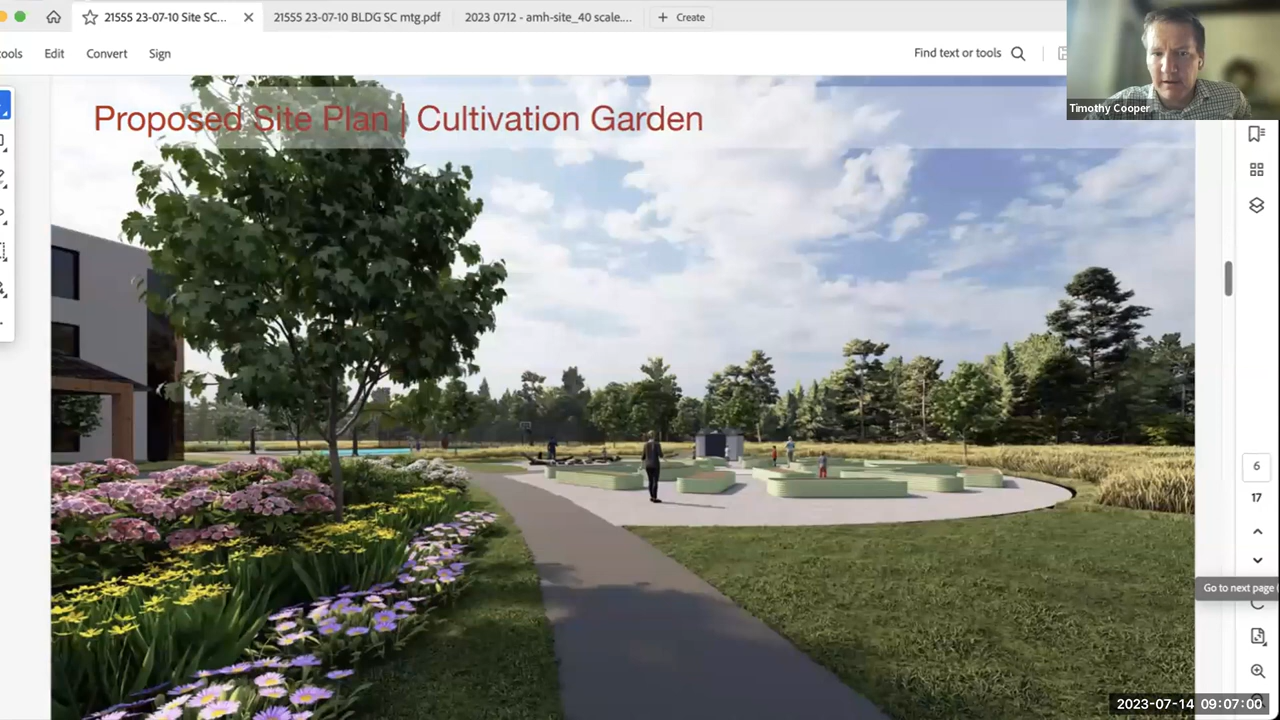 21555 23-07-10 Site SC...
21555 23-07-10 BLDG SC mtg.pdf
2023 0712 - amh-site_40 scale....
Create
ools
Edit
Convert
Sign
Find text or tools
Timothy Cooper
Proposed Site Plan | Cultivation Garden
6
17
Go to next page
2023-07-14 09:07:00